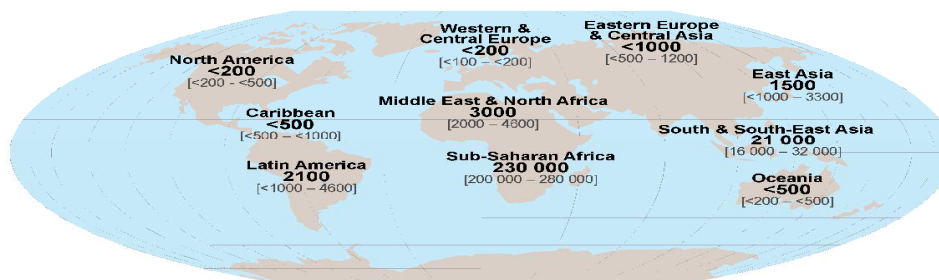 Western &
Central Europe
<200
[<100 – <200]
Eastern Europe
& Central Asia
<1000
[<500 – 1200]
North America
<200
[<200 - <500]
East Asia
1500
[<1000 – 3300]
Middle East & North Africa
3000
[2000 – 4600]
Caribbean
<500
[<500 – <1000]
South & South-East Asia
21 000
[16 000 – 32 000]
Sub-Saharan Africa
230 000
[200 000 – 280 000]
Latin America
2100
[<1000 – 4600]
Oceania
<500
[<200 – <500]